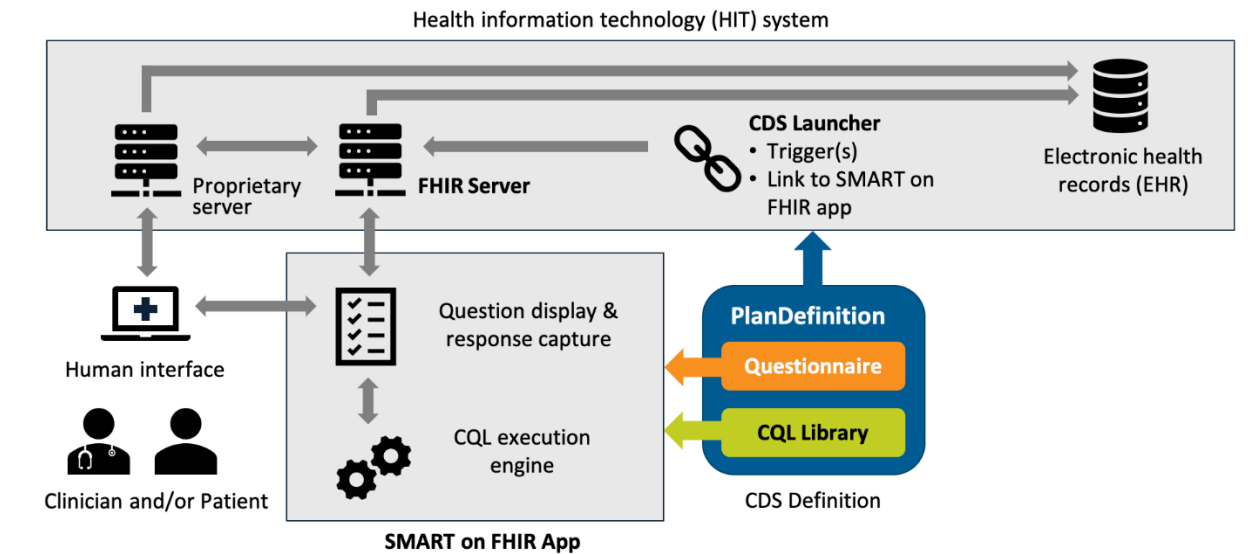 Health information technology (HIT) system
CDS Launcher
• Trigger(s)
• Link to SMART on
FHIR app
Electronic health
records (EHR)
Proprietary
server
FHIR Server
Question display &
response capture
PlanDefinition
Questionnaire
CQL Library
CDS Definition
Human interface
CQL execution
engine
Clinician and/or Patient
SMART on FHIR App